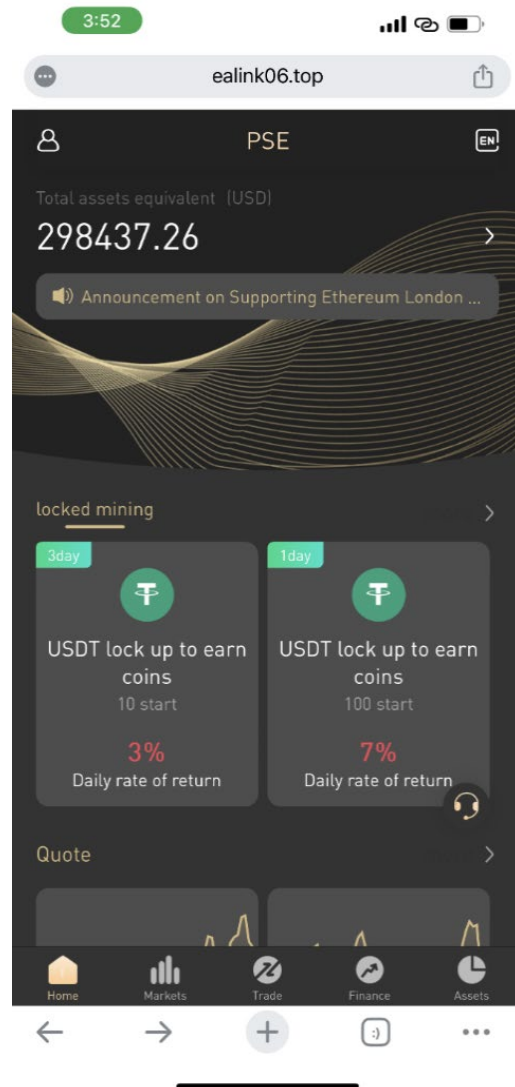 3:52
ealink06.top
PSE
EN
Total assets equivalent (USD)
298437.26
Announcement on Supporting Ethereum London ...
locked mining
3day
USDT lock up to earn
coins
10 start
3%
Daily rate of return
1day
USDT lock up to earn
coins
100 start
7%
Daily rate of return
Quote
Home
Markets
Trade
Finance
Assets